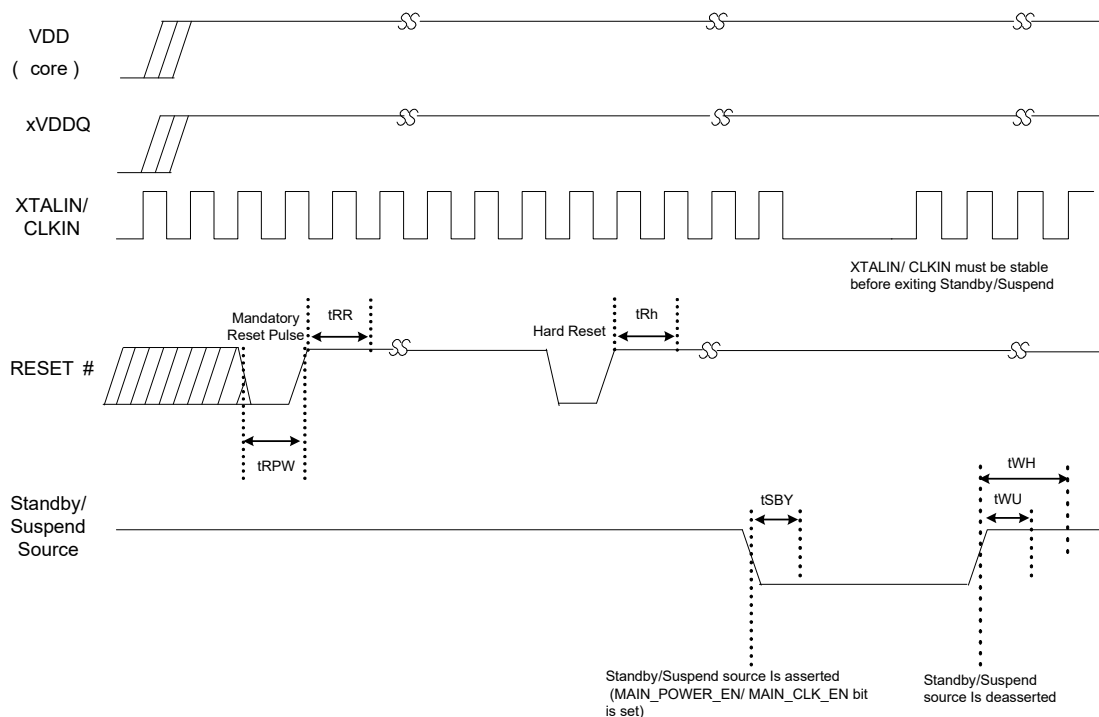 VDD
( core )
xVDDQ
XTALIN/
CLKIN
XTALIN/ CLKIN must be stable
before exiting Standby/Suspend
Mandatory
Reset Pulse
tRR
Hard Reset
tRh
RESET #
tRPW
tWH
Standby/
Suspend
Source
tSBY
tWU
Standby/Suspend source Is asserted
(MAIN_POWER_EN/ MAIN_CLK_EN bit
is set)
Standby/Suspend
source Is deasserted